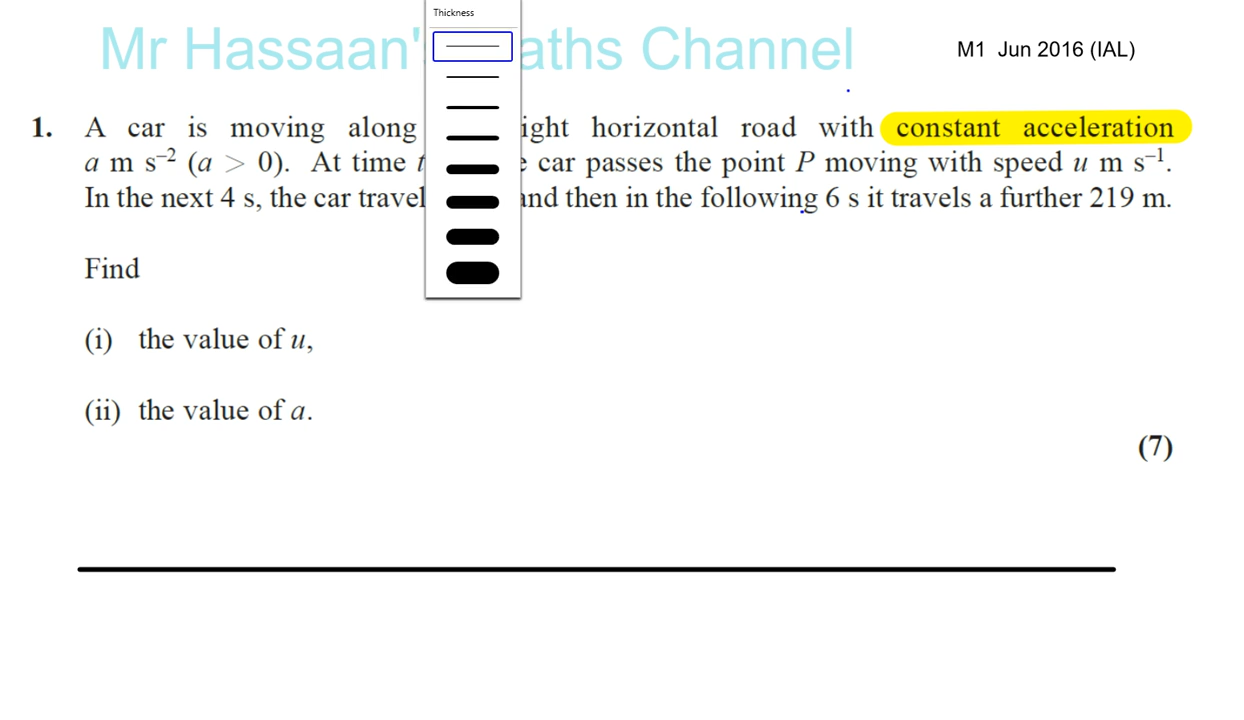 Thickness
Mr Hassaan' aths Channel
M1 Jun 2016 (IAL)
1. A car is moving along ight horizontal road with constant acceleration
a m s⁻² (a > 0). At time t car passes the point P moving with speed u m s⁻¹.
In the next 4 s, the car travel and then in the following 6 s it travels a further 219 m.
Find
(i) the value of u,
(ii) the value of a.
(7)